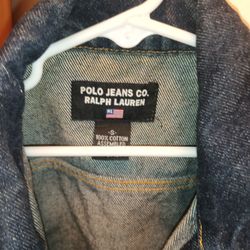 POLO JEANS CO.
RALPH LAUREN
-S-
100% COTTON
ASSEMBLED